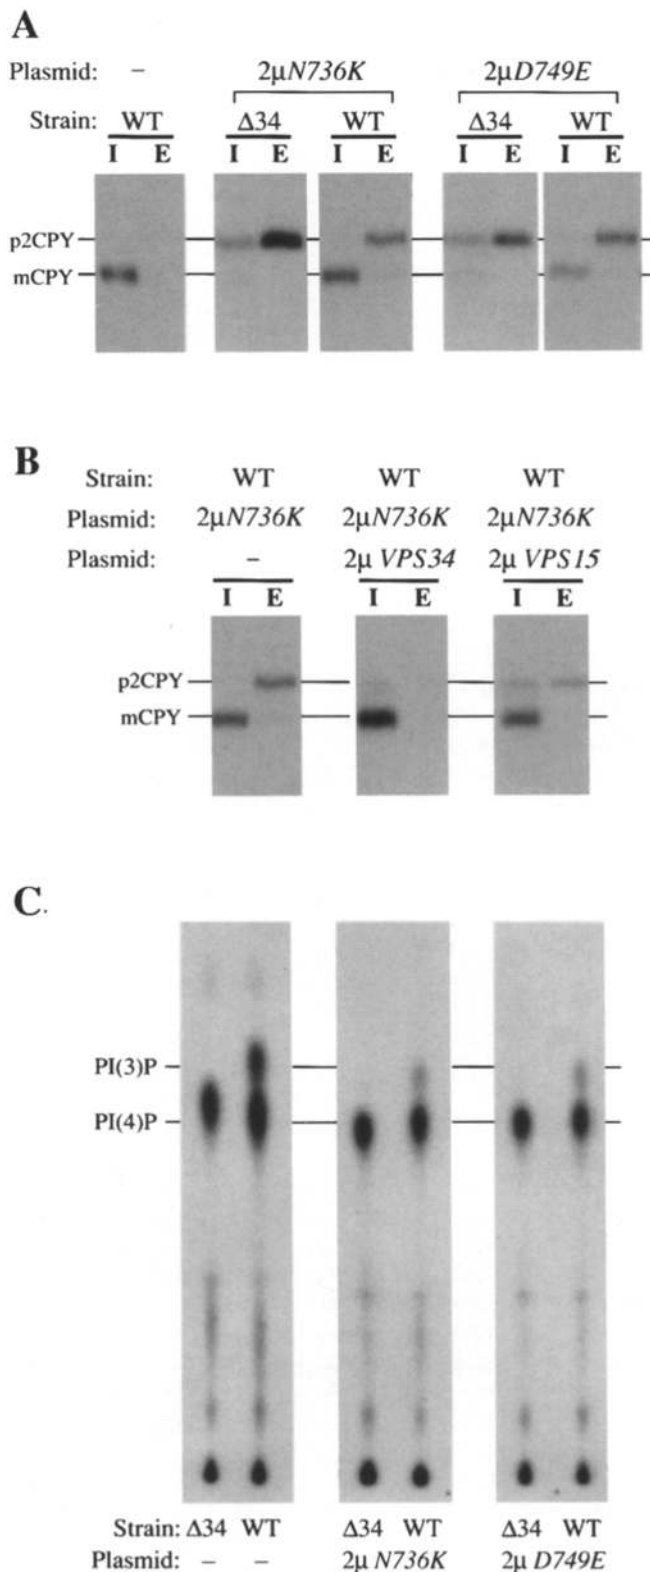 A
Plasmid: – 2μN736K 2μD749E
Strain: WT Δ34 WT Δ34 WT
I E I E I E I E I E
p2CPY
mCPY
B
Strain: WT WT WT
Plasmid: 2μN736K 2μN736K 2μN736K
Plasmid: – 2μ VPS34 2μ VPS15
I E I E I E
p2CPY
mCPY
C.
PI(3)P
PI(4)P
Strain: Δ34 WT Δ34 WT Δ34 WT
Plasmid: – – 2μ N736K 2μ D749E